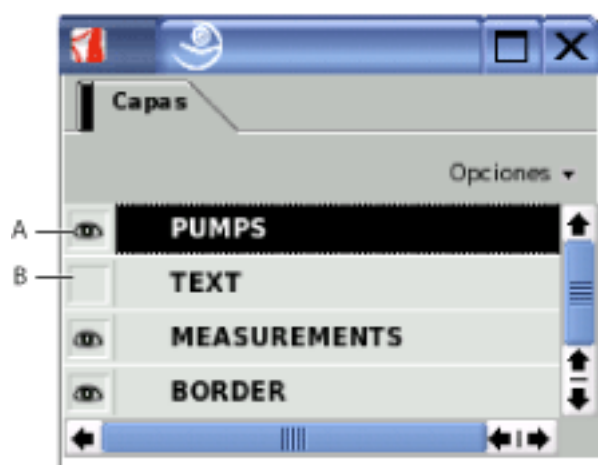 Capas
Opciones
A PUMPS
B TEXT
MEASUREMENTS
BORDER